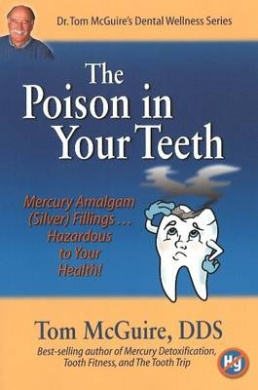 Dr. Tom McGuire's Dental Wellness Series
The
Poison in
Your Teeth
Mercury Amalgam
(Silver) Fillings . . .
Hazardous
to Your
Health!
Tom McGuire, DDS
Best-selling author of Mercury Detoxification,
Tooth Fitness, and The Tooth Trip
Hg